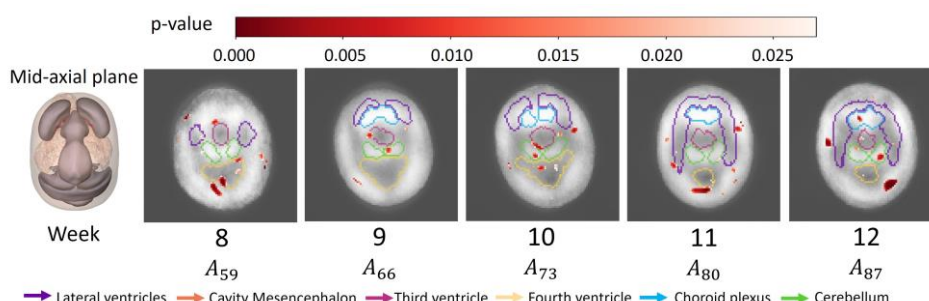 p-value
0.000 0.005 0.010 0.015 0.020 0.025
Mid-axial plane
Week 8 9 10 11 12
A59 A66 A73 A80 A87
Lateral ventricles Cavity Mesencephalon Third ventricle Fourth ventricle Choroid plexus Cerebellum